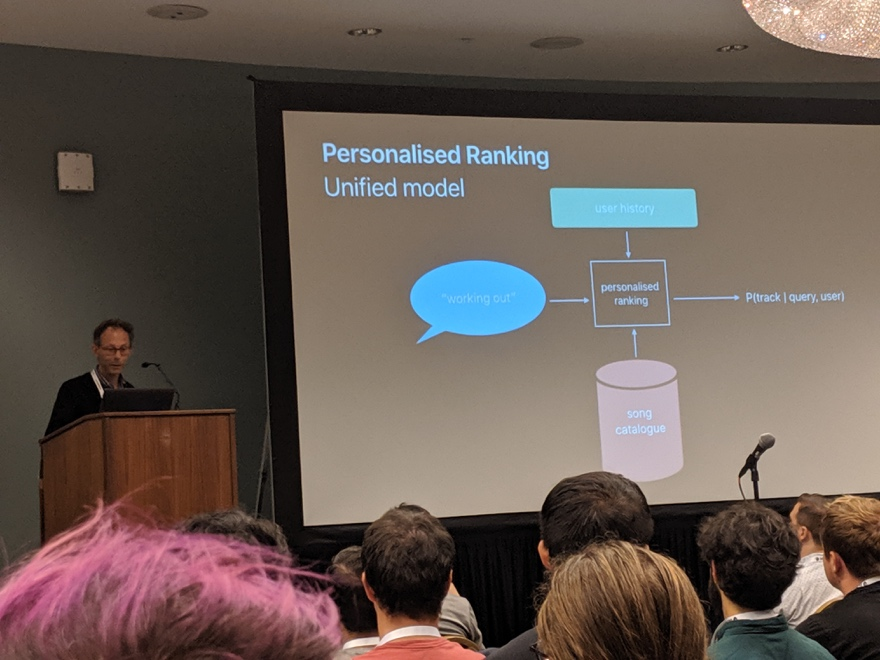 Personalised Ranking
Unified model
user history
"working out"
personalised
ranking
P(track | query, user)
song
catalogue